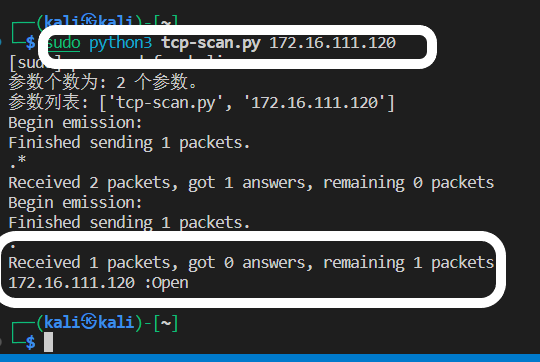 (kali㉿kali)-[~]
$ sudo python3 tcp-scan.py 172.16.111.120
[sudo]
参数个数为: 2 个参数。
参数列表: ['tcp-scan.py', '172.16.111.120']
Begin emission:
Finished sending 1 packets.
.*
Received 2 packets, got 1 answers, remaining 0 packets
Begin emission:
Finished sending 1 packets.
.
Received 1 packets, got 0 answers, remaining 1 packets
172.16.111.120 :Open
(kali㉿kali)-[~]
$